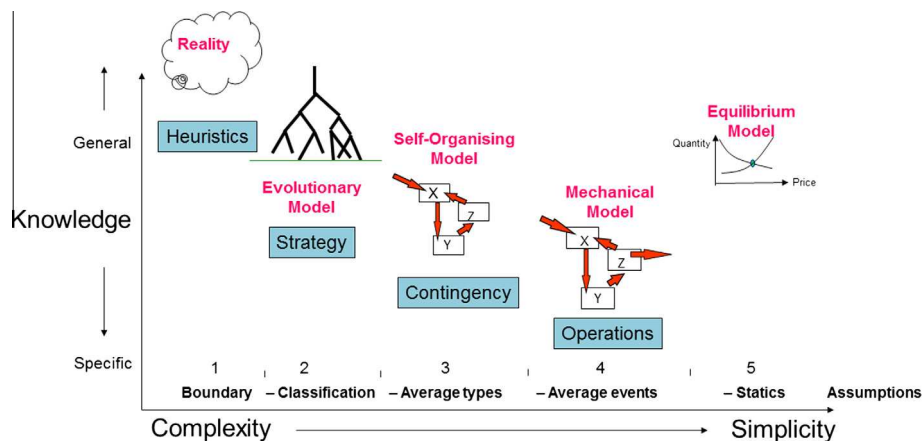 Reality
General
Heuristics
Self-Organising
Model
Equilibrium
Model
Quantity
Price
Evolutionary
Model
X
Z
Y
Mechanical
Model
Knowledge
Strategy
X
Z
Y
Contingency
Operations
Specific
1
2
3
4
5
Boundary
– Classification
– Average types
– Average events
– Statics
Assumptions
Complexity
Simplicity